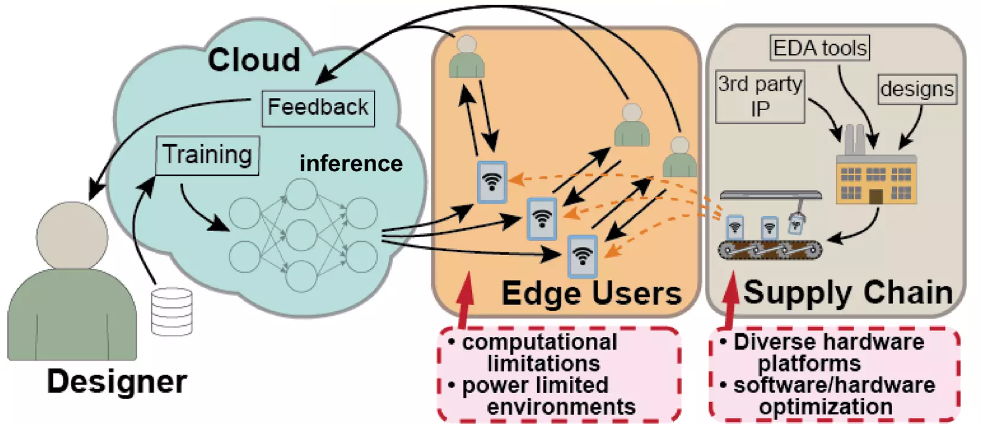 Cloud
Feedback
Training
inference
Designer
Edge Users
• computational
limitations
• power limited
environments
EDA tools
3rd party
IP
designs
Supply Chain
• Diverse hardware
platforms
• software/hardware
optimization